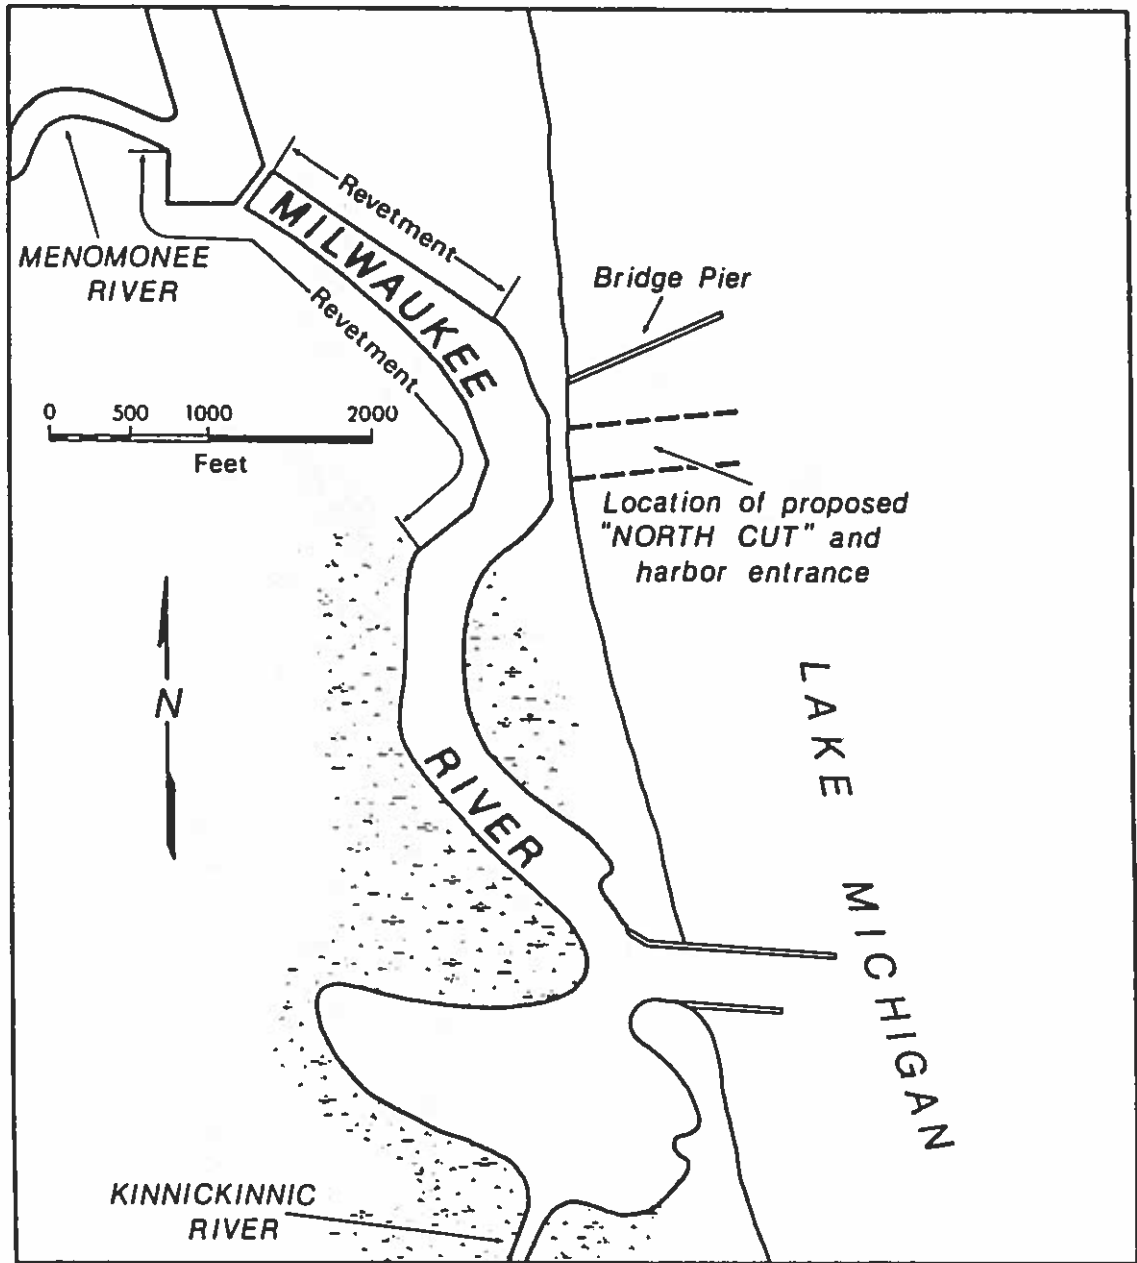 Revetment
MILWAUKEE
MENOMONEE
RIVER
Revetment
Bridge Pier
0 500 1000 2000
Feet
Location of proposed
"NORTH CUT" and
harbor entrance
N
LAKE
RIVER
MICHIGAN
KINNICKINNIC
RIVER